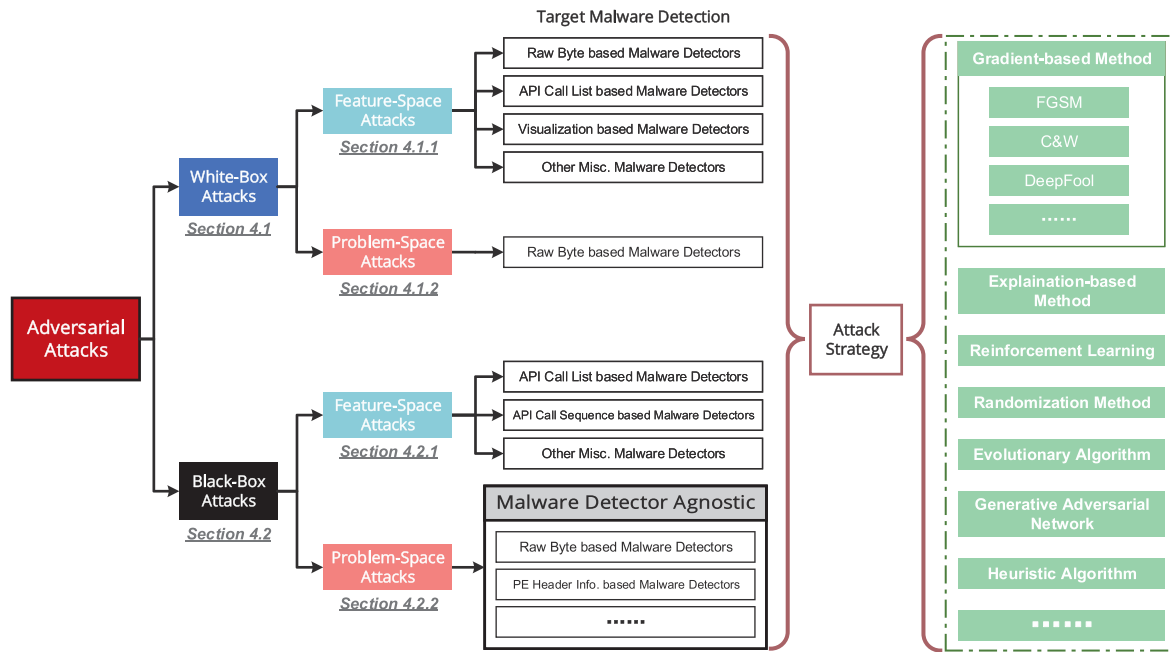 Target Malware Detection
Adversarial
Attacks
White-Box
Attacks
Section 4.1
Feature-Space
Attacks
Section 4.1.1
Raw Byte based Malware Detectors
API Call List based Malware Detectors
Visualization based Malware Detectors
Other Misc. Malware Detectors
Problem-Space
Attacks
Section 4.1.2
Raw Byte based Malware Detectors
Black-Box
Attacks
Section 4.2
Feature-Space
Attacks
Section 4.2.1
API Call List based Malware Detectors
API Call Sequence based Malware Detectors
Other Misc. Malware Detectors
Problem-Space
Attacks
Section 4.2.2
Malware Detector Agnostic
Raw Byte based Malware Detectors
PE Header Info. based Malware Detectors
······
Attack
Strategy
Gradient-based Method
FGSM
C&W
DeepFool
······
Explaination-based
Method
Reinforcement Learning
Randomization Method
Evolutionary Algorithm
Generative Adversarial
Network
Heuristic Algorithm
······